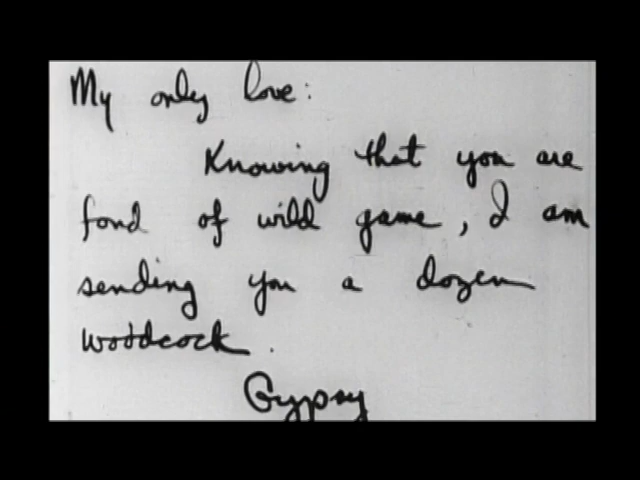 My only love:
Knowing that you are
fond of wild game, I am
sending you a dozen
woodcock.
Gypsy